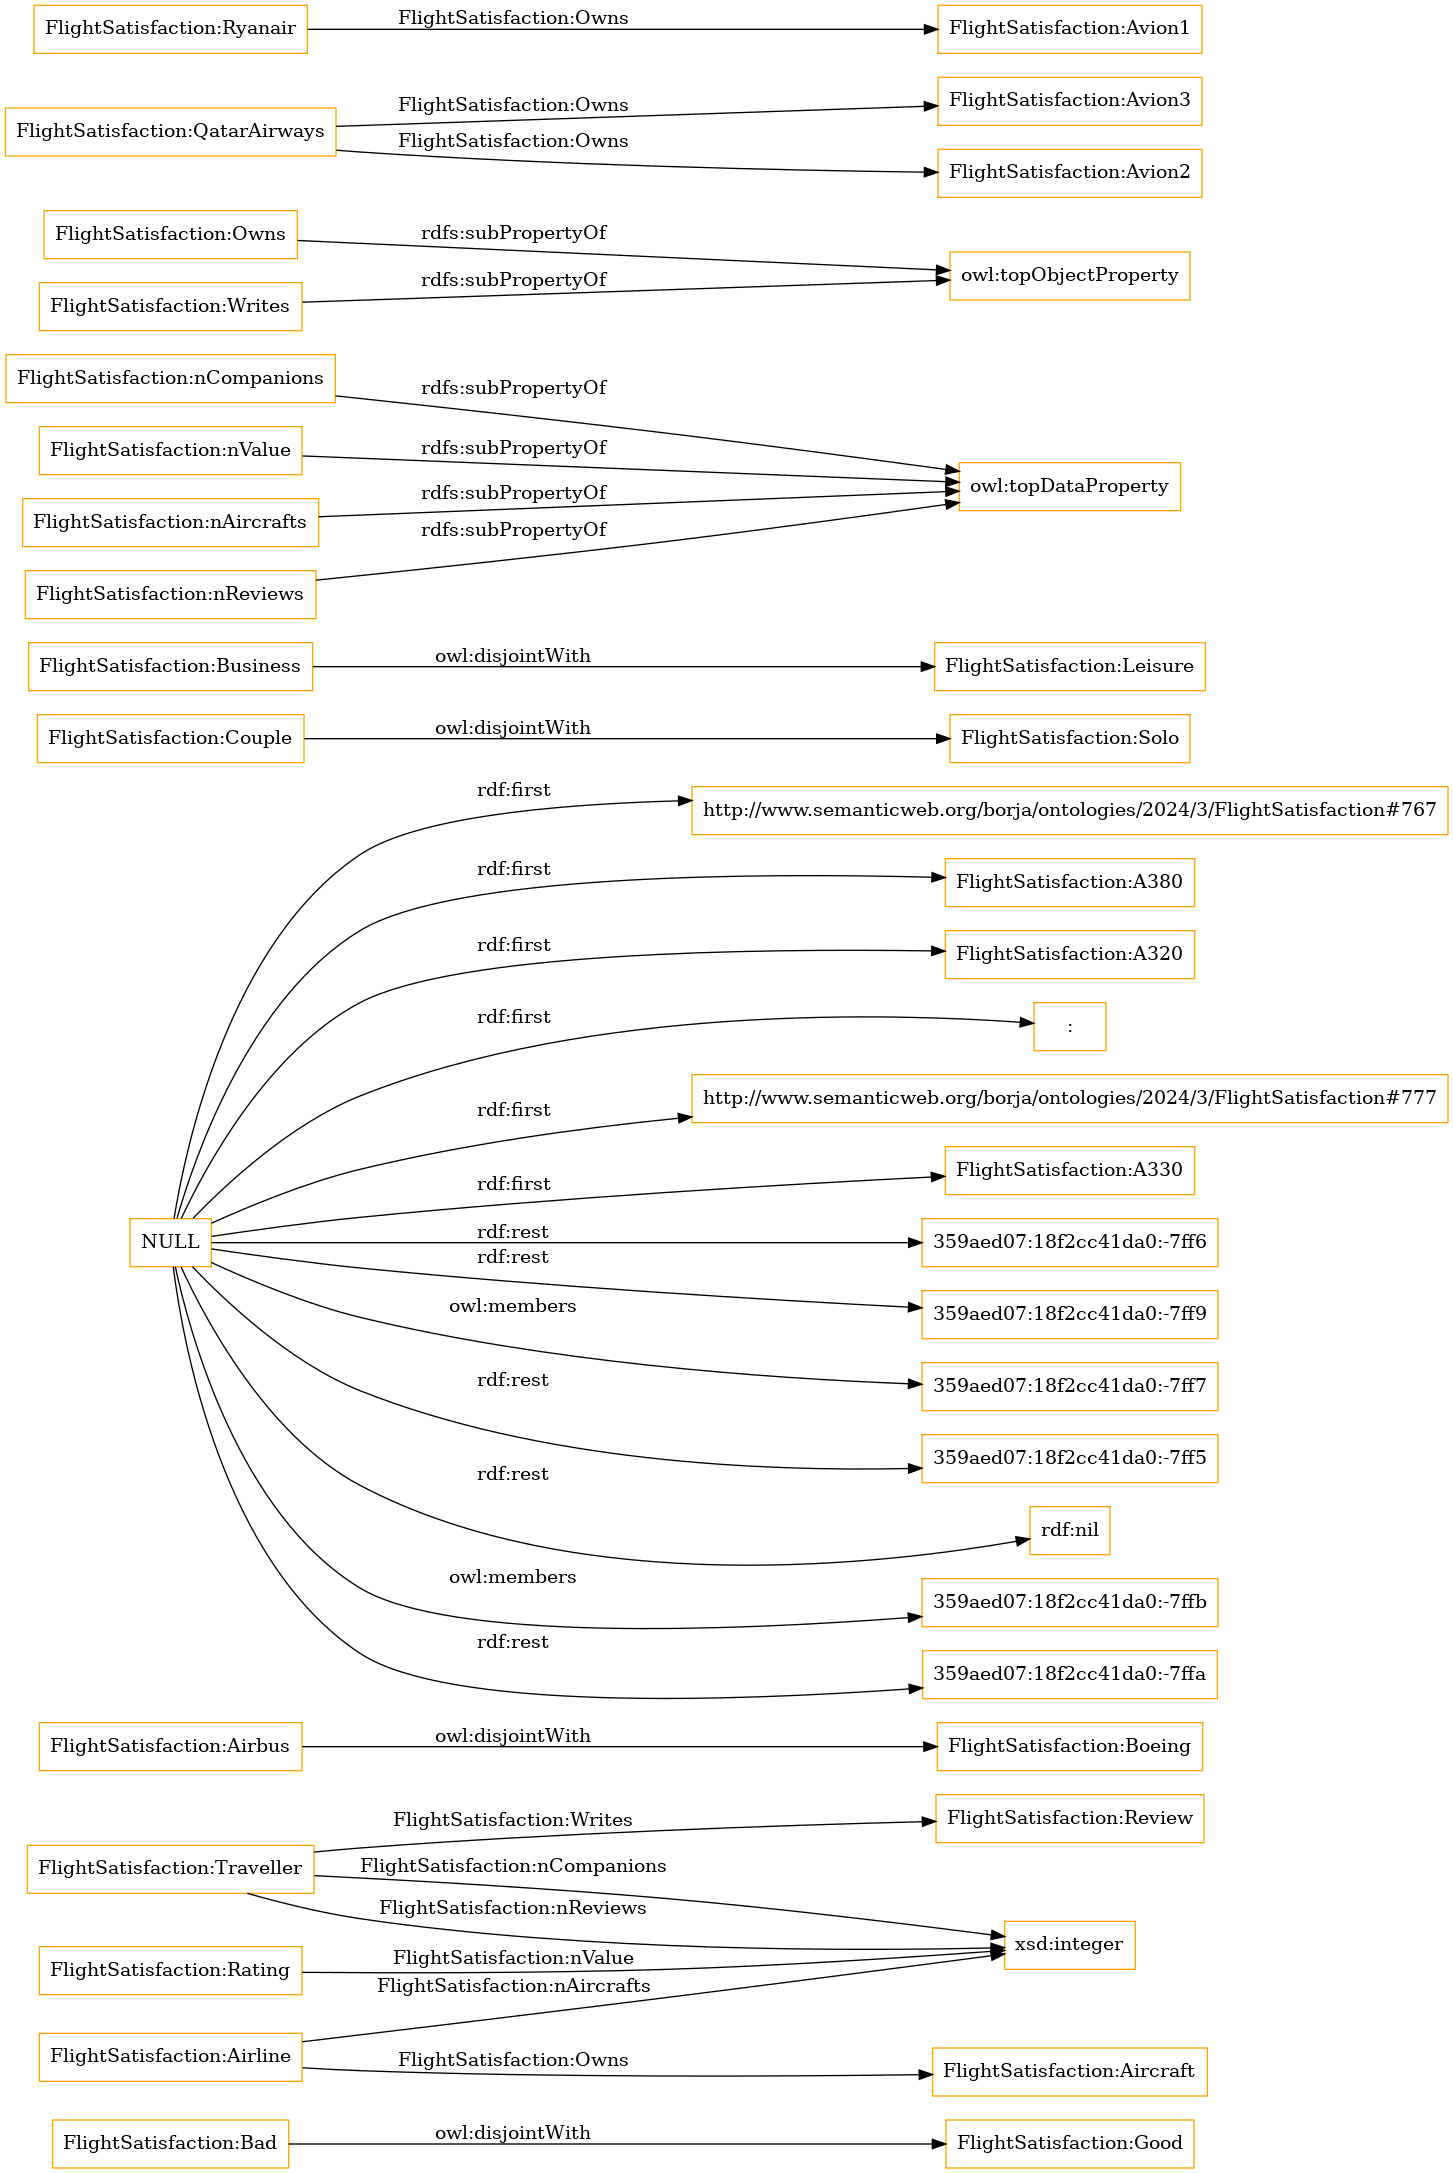 FlightSatisfaction:Ryanair
FlightSatisfaction:Owns
FlightSatisfaction:Avion1
FlightSatisfaction:QatarAirways
FlightSatisfaction:Owns
FlightSatisfaction:Avion3
FlightSatisfaction:Owns
FlightSatisfaction:Avion2
FlightSatisfaction:Owns
rdfs:subPropertyOf
owl:topObjectProperty
FlightSatisfaction:Writes
rdfs:subPropertyOf
FlightSatisfaction:nCompanions
rdfs:subPropertyOf
FlightSatisfaction:nValue
rdfs:subPropertyOf
owl:topDataProperty
FlightSatisfaction:nAircrafts
rdfs:subPropertyOf
FlightSatisfaction:nReviews
rdfs:subPropertyOf
FlightSatisfaction:Business
owl:disjointWith
FlightSatisfaction:Leisure
FlightSatisfaction:Couple
owl:disjointWith
FlightSatisfaction:Solo
NULL
rdf:first
http://www.semanticweb.org/borja/ontologies/2024/3/FlightSatisfaction#767
rdf:first
FlightSatisfaction:A380
rdf:first
FlightSatisfaction:A320
rdf:first
:
rdf:first
http://www.semanticweb.org/borja/ontologies/2024/3/FlightSatisfaction#777
rdf:first
FlightSatisfaction:A330
rdf:rest
359aed07:18f2cc41da0:-7ff6
rdf:rest
359aed07:18f2cc41da0:-7ff9
owl:members
359aed07:18f2cc41da0:-7ff7
rdf:rest
359aed07:18f2cc41da0:-7ff5
rdf:rest
rdf:nil
owl:members
359aed07:18f2cc41da0:-7ffb
rdf:rest
359aed07:18f2cc41da0:-7ffa
FlightSatisfaction:Airbus
owl:disjointWith
FlightSatisfaction:Boeing
FlightSatisfaction:Traveller
FlightSatisfaction:Writes
FlightSatisfaction:Review
FlightSatisfaction:nCompanions
FlightSatisfaction:nReviews
xsd:integer
FlightSatisfaction:Rating
FlightSatisfaction:nValue
FlightSatisfaction:nAircrafts
FlightSatisfaction:Airline
FlightSatisfaction:Owns
FlightSatisfaction:Aircraft
FlightSatisfaction:Bad
owl:disjointWith
FlightSatisfaction:Good